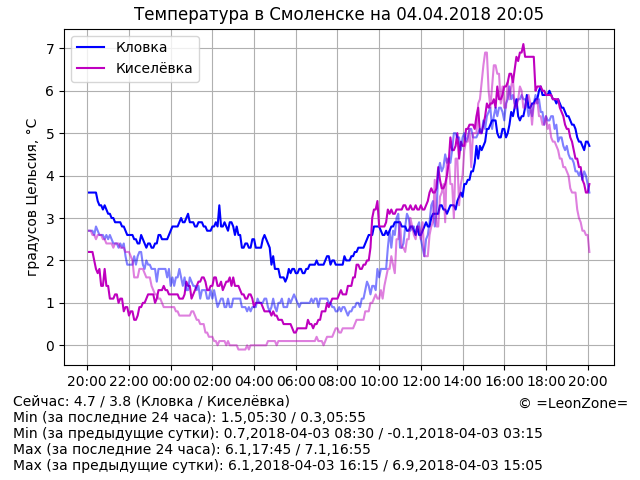 Температура в Смоленске на 04.04.2018 20:05
Кловка
Киселёвка
градусов Цельсия, °C
7
6
5
4
3
2
1
0
20:00 22:00 00:00 02:00 04:00 06:00 08:00 10:00 12:00 14:00 16:00 18:00 20:00
Сейчас: 4.7 / 3.8 (Кловка / Киселёвка)
© =LeonZone=
Min (за последние 24 часа): 1.5,05:30 / 0.3,05:55
Min (за предыдущие сутки): 0.7,2018-04-03 08:30 / -0.1,2018-04-03 03:15
Max (за последние 24 часа): 6.1,17:45 / 7.1,16:55
Max (за предыдущие сутки): 6.1,2018-04-03 16:15 / 6.9,2018-04-03 15:05